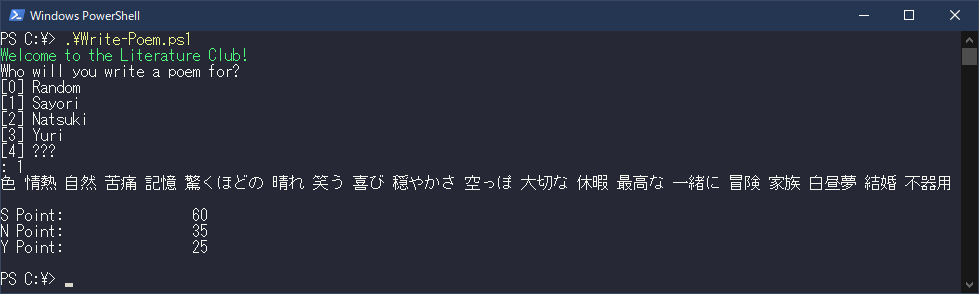 Windows PowerShell
PS C:¥> .¥Write-Poem.ps1
Welcome to the Literature Club!
Who will you write a poem for?
[0] Random
[1] Sayori
[2] Natsuki
[3] Yuri
[4] ???
: 1
色 情熱 自然 苦痛 記憶 驚くほどの 晴れ 笑う 喜び 穏やかさ 空っぽ 大切な 休暇 最高な 一緒に 冒険 家族 白昼夢 結婚 不器用
S Point: 60
N Point: 35
Y Point: 25
PS C:¥>